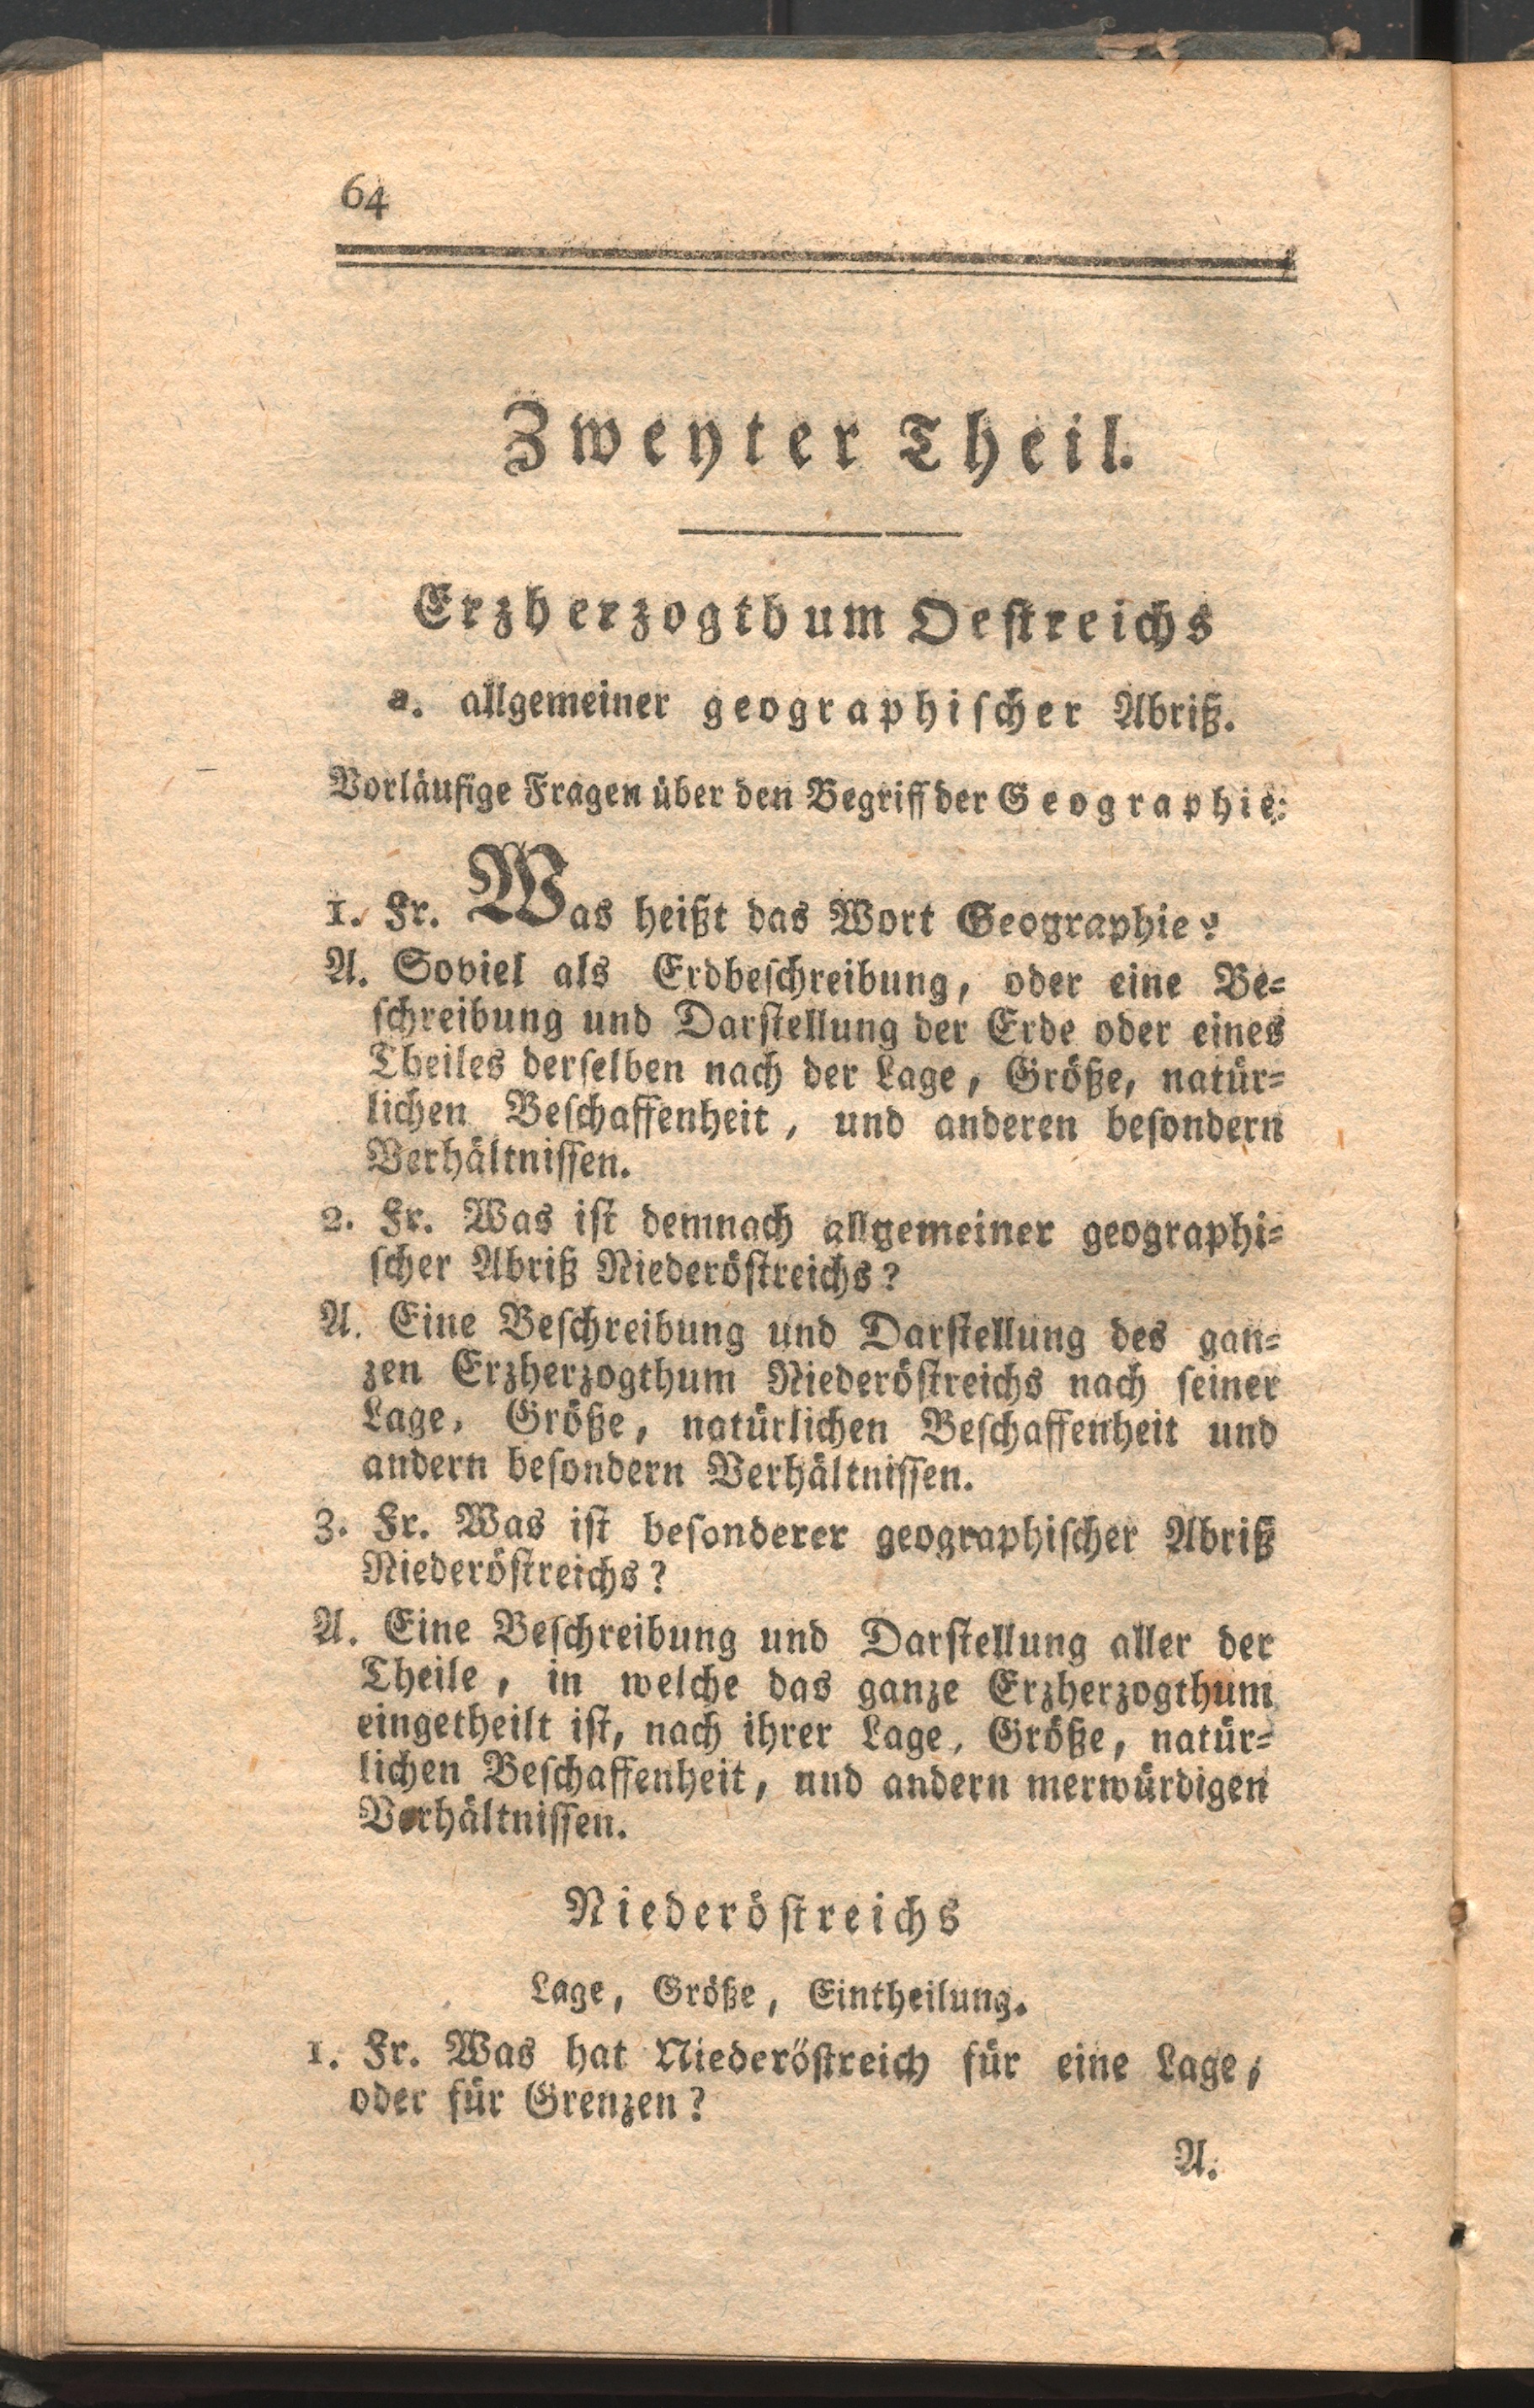 64
Zweyter Theil.
Erzherzogthum Oestreichs
a. allgemeiner geographischer Abriß.
Vorläufige Fragen über den Begriff der Geographie:
1. Fr. Was heißt das Wort Geographie?
A. Soviel als Erdbeschreibung, oder eine Be=
schreibung und Darstellung der Erde oder eines
Theiles derselben nach der Lage, Größe, natür=
lichen Beschaffenheit, und anderen besondern
Verhältnissen.
2. Fr. Was ist demnach allgemeiner geographi=
scher Abriß Niederöstreichs?
A. Eine Beschreibung und Darstellung des gan=
zen Erzherzogthum Niederöstreichs nach seiner
Lage, Größe, natürlichen Beschaffenheit und
andern besondern Verhältnissen.
3. Fr. Was ist besonderer geographischer Abriß
Niederöstreichs?
A. Eine Beschreibung und Darstellung aller der
Theile, in welche das ganze Erzherzogthum
eingetheilt ist, nach ihrer Lage, Größe, natür=
lichen Beschaffenheit, und andern merwürdigen
Verhältnissen.
Niederöstreichs
Lage, Größe, Eintheilung.
1. Fr. Was hat Niederöstreich für eine Lage,
oder für Grenzen?
A.